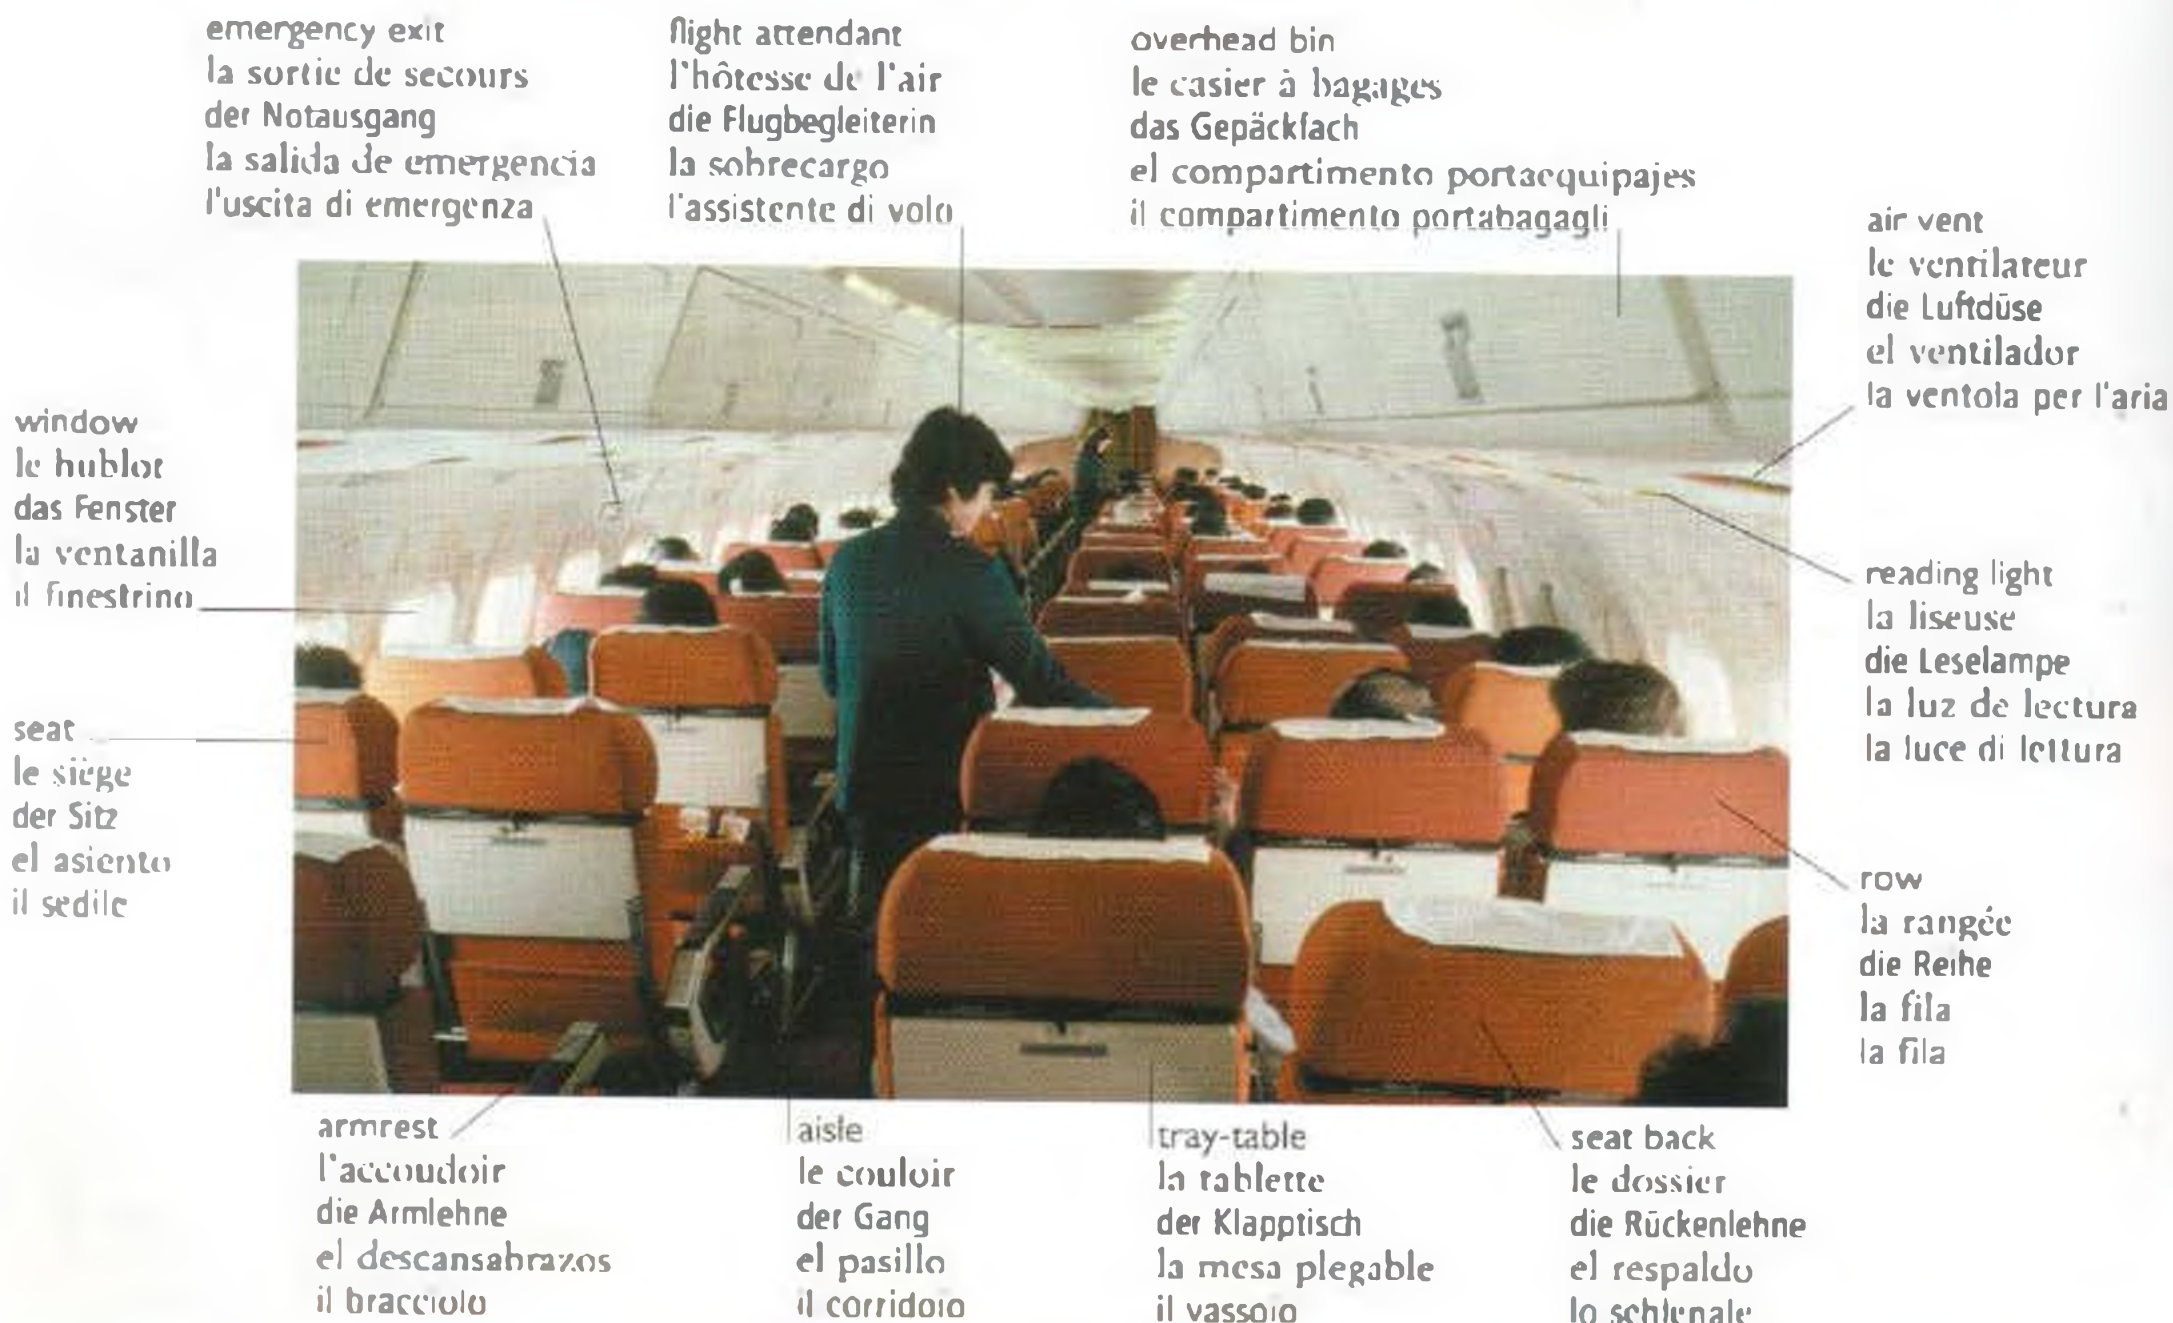 emergency exit
la sortie de secours
der Notausgang
la salida de emergencia
l'uscita di emergenza
flight attendant
l'hôtesse de l'air
die Flugbegleiterin
la sobrecargo
l'assistente di volo
overhead bin
le casier à bagages
das Gepäckfach
el compartimento portaequipajes
il compartimento portabagagli
air vent
le ventilateur
die Luftdüse
el ventilador
la ventola per l'aria
window
le hublot
das Fenster
la ventanilla
il finestrino
reading light
la liseuse
die Leselampe
la luz de lectura
la luce di lettura
seat
le siège
der Sitz
el asiento
il sedile
row
la rangée
die Reihe
la fila
la fila
armrest
l'accoudoir
die Armlehne
el descansabrazos
il bracciolo
aisle
le couloir
der Gang
el pasillo
il corridoio
tray-table
la tablette
der Klapptisch
la mesa plegable
il vassoio
seat back
le dossier
die Rückenlehne
el respaldo
lo schienale